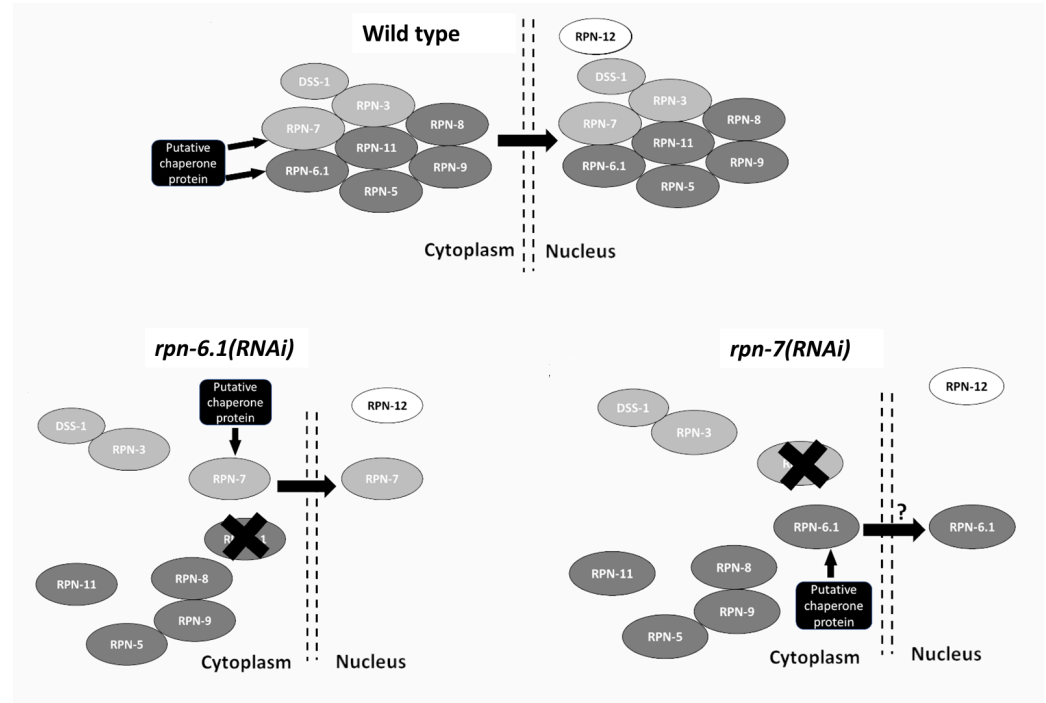 Wild type
RPN-12
DSS-1
RPN-3
RPN-7
RPN-8
RPN-11
RPN-6.1
RPN-9
RPN-5
Putative
chaperone
protein
DSS-1
RPN-3
RPN-7
RPN-8
RPN-11
RPN-6.1
RPN-9
RPN-5
Cytoplasm
Nucleus
rpn-6.1(RNAi)
Putative
chaperone
protein
RPN-12
DSS-1
RPN-3
RPN-7
RPN-7
RPN-11
RPN-8
RPN-9
RPN-5
Cytoplasm
Nucleus
rpn-7(RNAi)
RPN-12
DSS-1
RPN-3
?
RPN-6.1
RPN-6.1
RPN-11
RPN-8
RPN-9
RPN-5
Putative
chaperone
protein
Cytoplasm
Nucleus